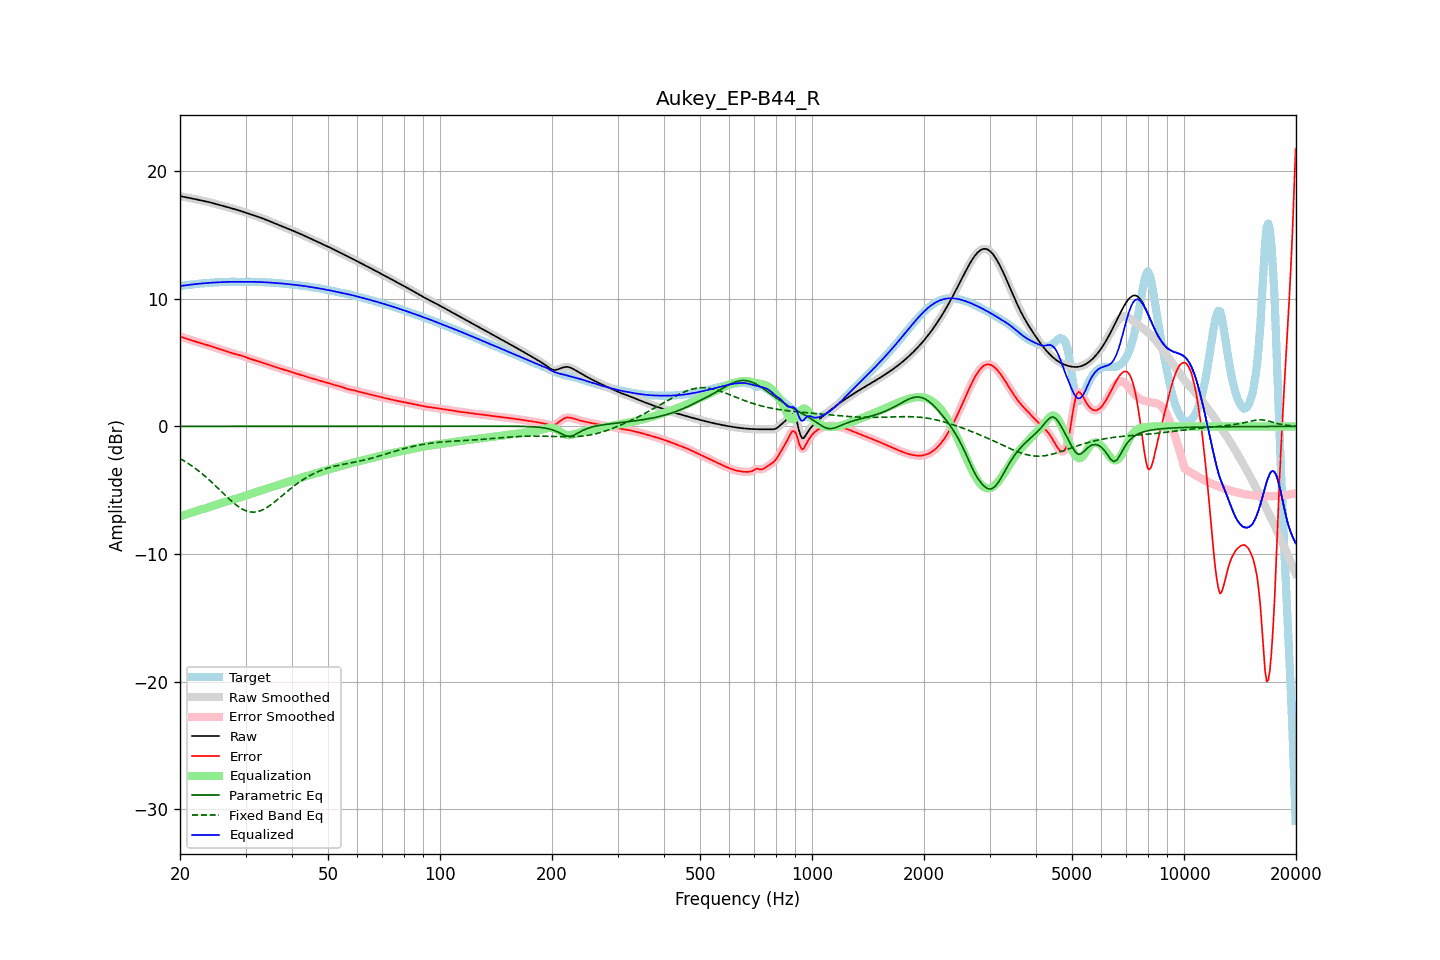 Aukey_EP-B44_R
Amplitude (dBr)
20
10
0
−10
−20
−30
Target
Raw Smoothed
Error Smoothed
Raw
Error
Equalization
Parametric Eq
Fixed Band Eq
Equalized
20 50 100 200 500 1000 2000 5000 10000 20000
Frequency (Hz)